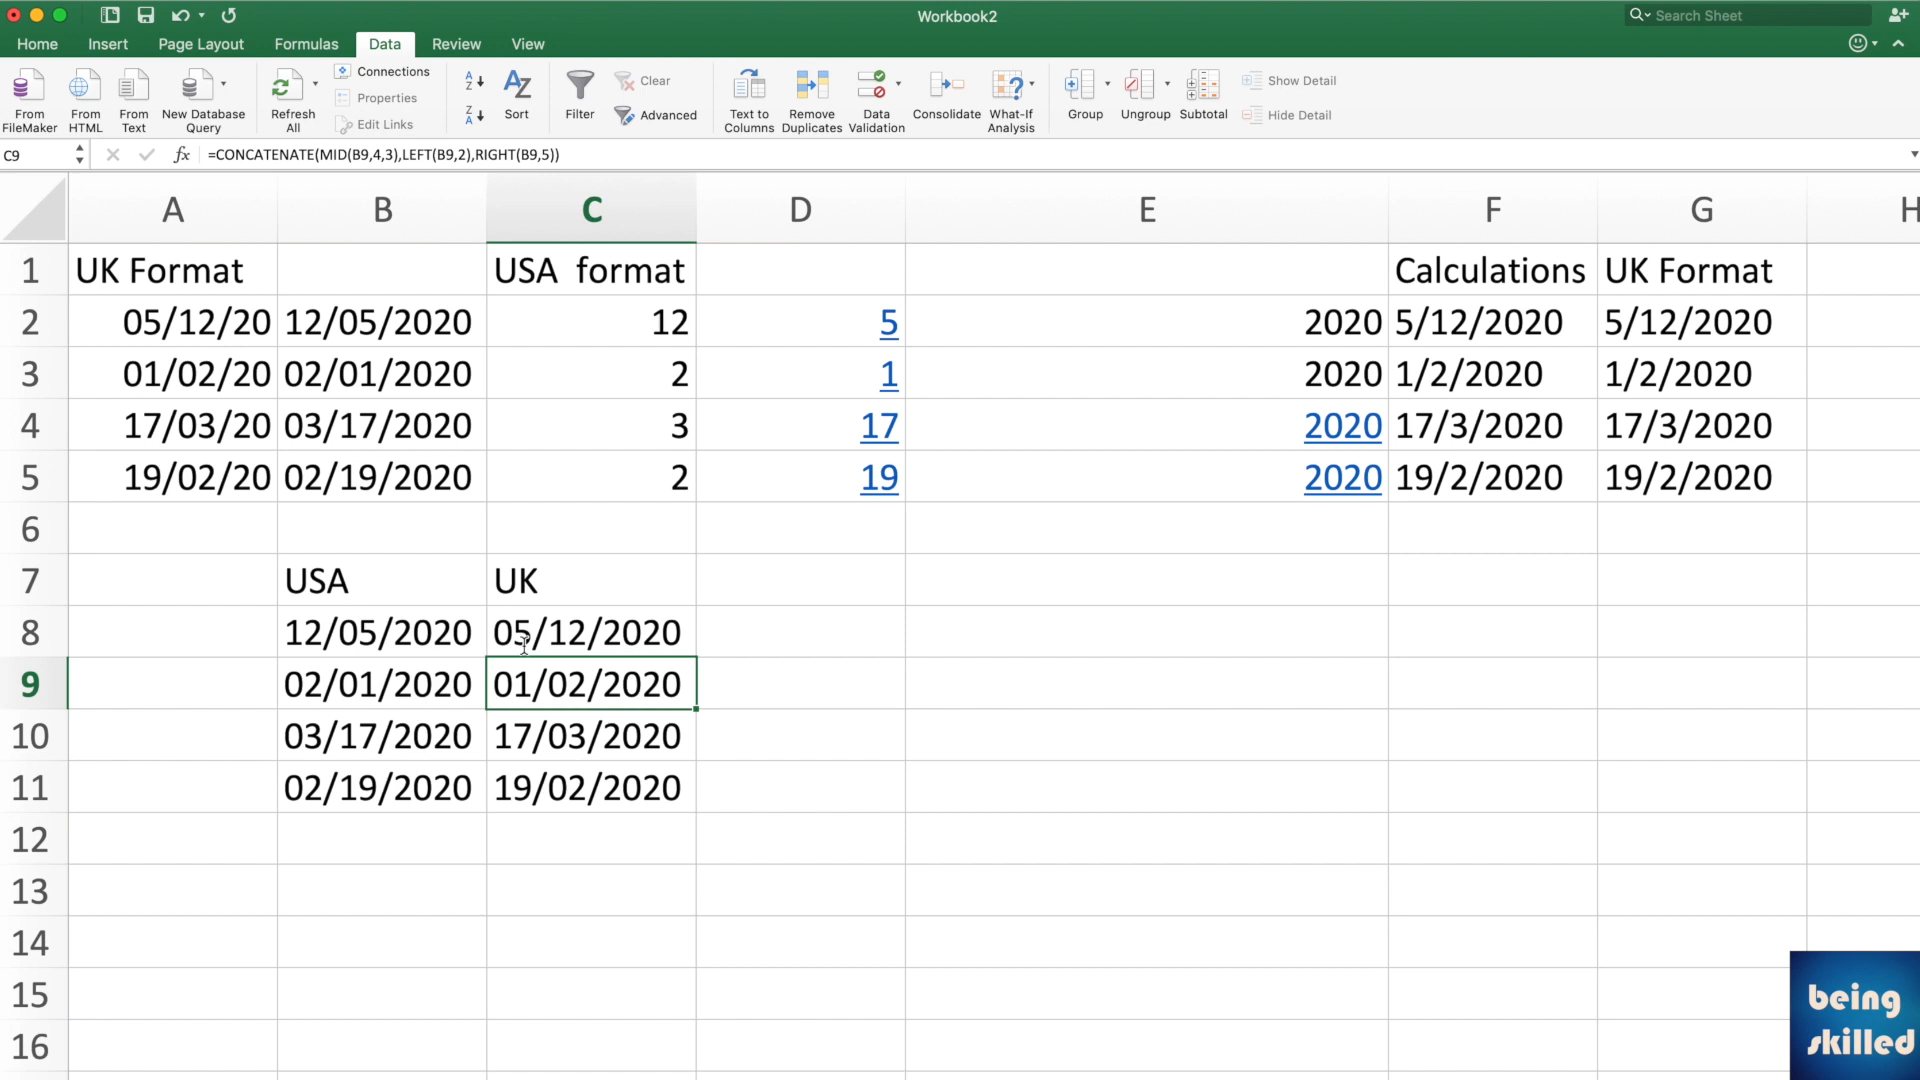 Workbook2
Search Sheet
Home Insert Page Layout Formulas Data Review View
From FileMaker
From HTML
From Text
New Database Query
Refresh All
Connections
Properties
Edit Links
A Z
Z A
AZ Sort
Filter
Clear
Advanced
Text to Columns
Remove Duplicates
Data Validation
Consolidate
What-If Analysis
Group
Ungroup
Subtotal
Show Detail
Hide Detail
C9 fx =CONCATENATE(MID(B9,4,3),LEFT(B9,2),RIGHT(B9,5))
A B C D E F G H
1 UK Format USA  format Calculations UK Format
2 05/12/20 12/05/2020 12 5 2020 5/12/2020 5/12/2020
3 01/02/20 02/01/2020 2 1 2020 1/2/2020 1/2/2020
4 17/03/20 03/17/2020 3 17 2020 17/3/2020 17/3/2020
5 19/02/20 02/19/2020 2 19 2020 19/2/2020 19/2/2020
6
7 USA UK
8 12/05/2020 05/12/2020
9 02/01/2020 01/02/2020
10 03/17/2020 17/03/2020
11 02/19/2020 19/02/2020
12
13
14
15
16
being
skilled